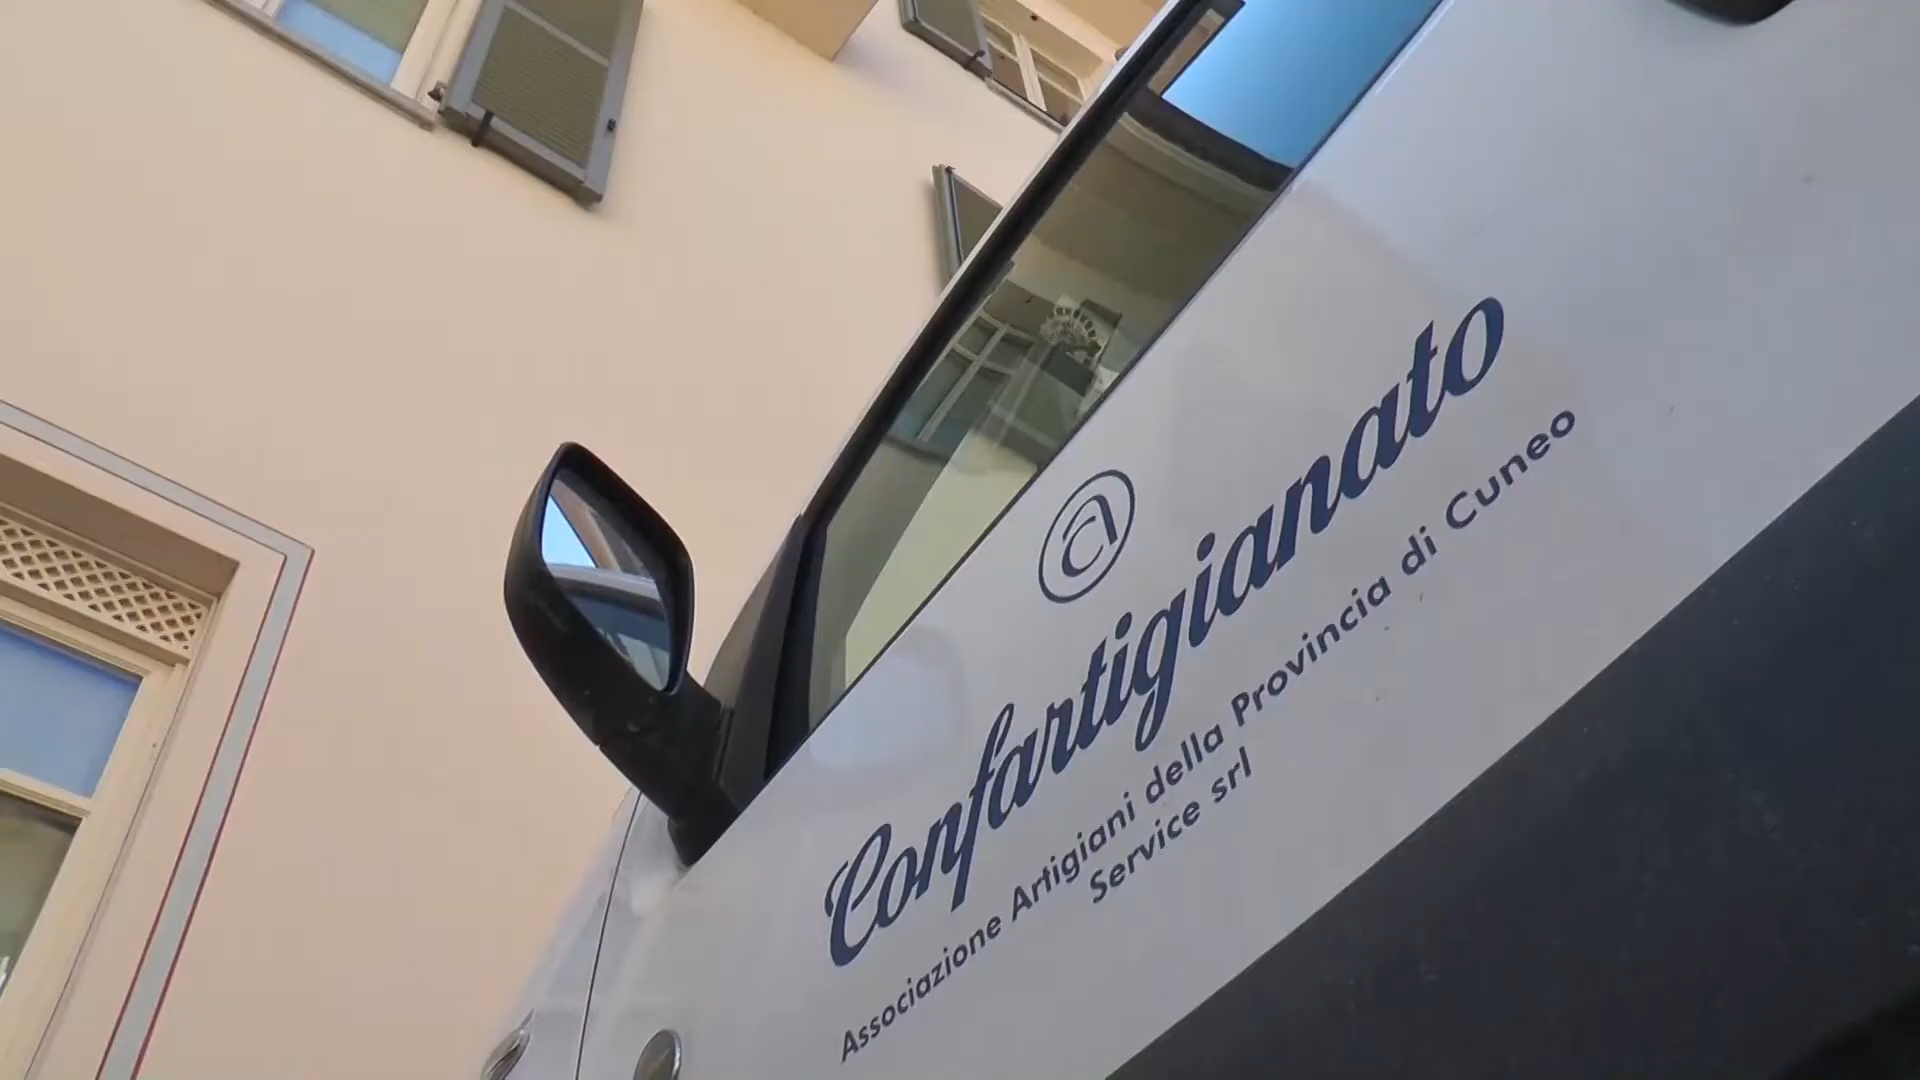 Confartigianato
Associazione Artigiani della Provincia di Cuneo
Service srl